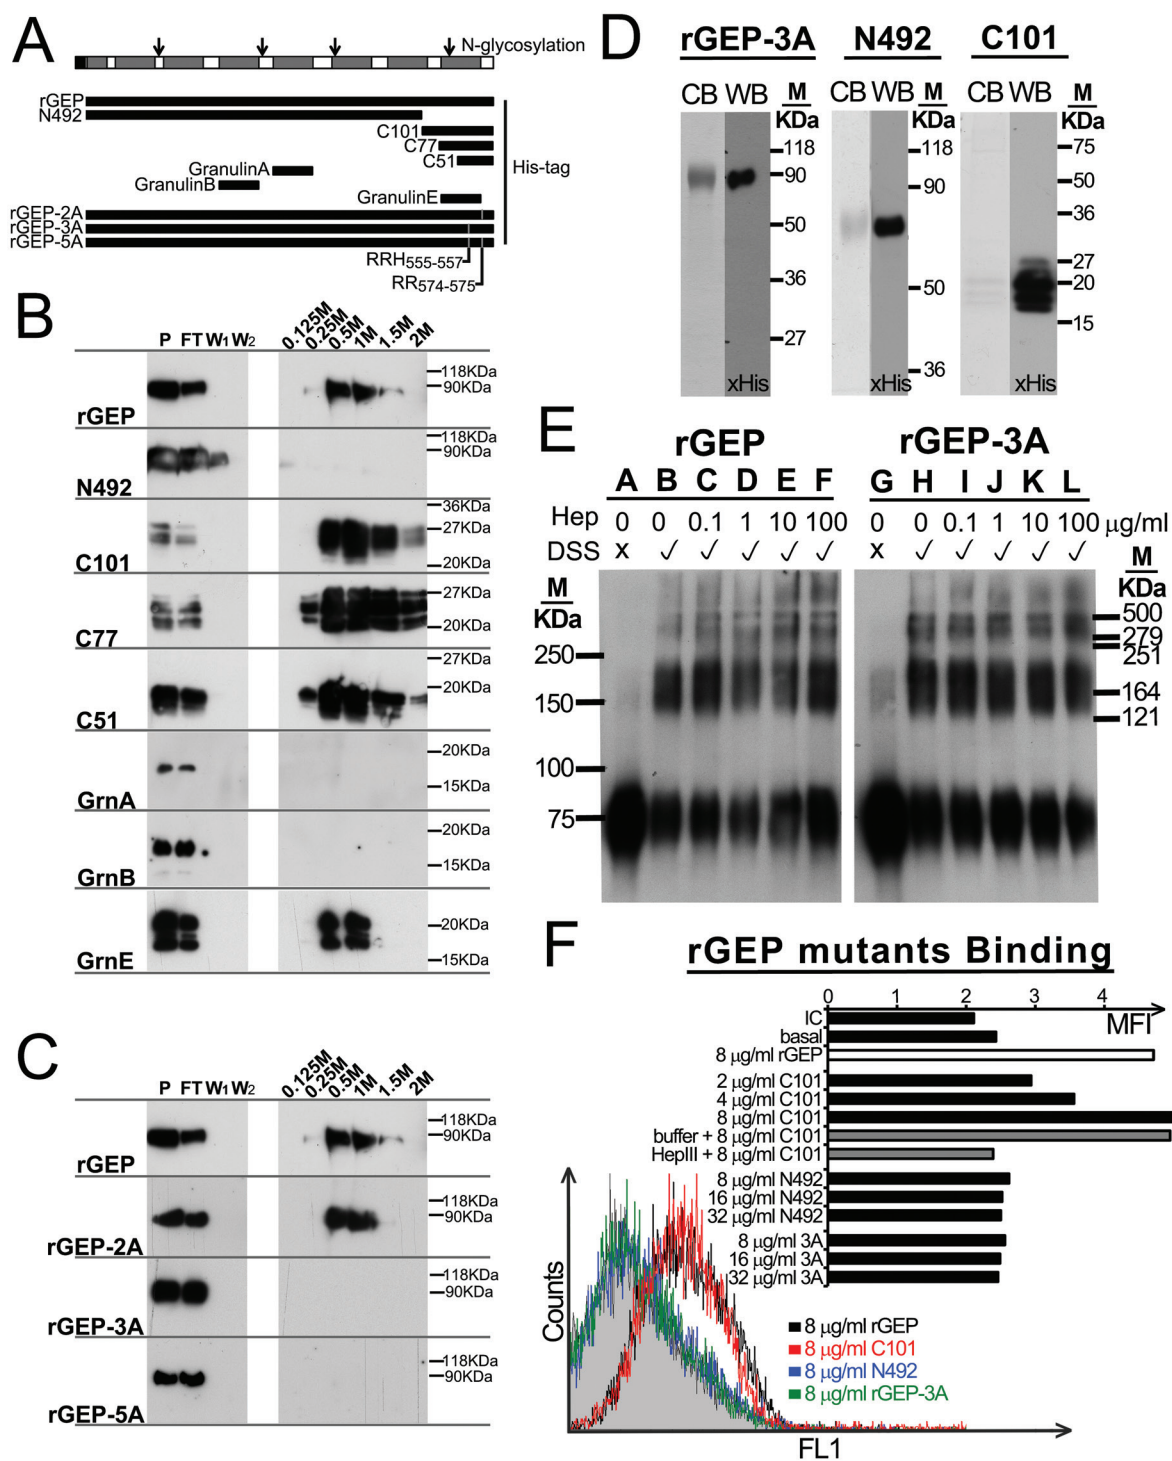 A
N-glycosylation
rGEP
N492
C101
C77
C51
GranulinA
GranulinB
GranulinE
rGEP-2A
rGEP-3A
rGEP-5A
His-tag
RRH555-557
RR574-575
B
P FT W1 W2 0.125M 0.25M 0.5M 1M 1.5M 2M
118KDa
90KDa
rGEP
118KDa
90KDa
N492
36KDa
27KDa
20KDa
C101
27KDa
20KDa
C77
27KDa
20KDa
C51
20KDa
15KDa
GrnA
20KDa
15KDa
GrnB
20KDa
15KDa
GrnE
C
P FT W1 W2 0.125M 0.25M 0.5M 1M 1.5M 2M
118KDa
90KDa
rGEP
118KDa
90KDa
rGEP-2A
118KDa
90KDa
rGEP-3A
118KDa
90KDa
rGEP-5A
D
rGEP-3A N492 C101
CB WB M CB WB M CB WB M
KDa KDa KDa
118
90
50
36
27
xHis
118
90
50
36
xHis
75
50
36
27
20
15
xHis
E
rGEP rGEP-3A
A B C D E F G H I J K L
Hep 0 0 0.1 1 10 100 0 0 0.1 1 10 100 µg/ml
DSS x ✓ ✓ ✓ ✓ ✓ x ✓ ✓ ✓ ✓ ✓
M
KDa
250
150
100
75
M
KDa
500
279
251
164
121
F
rGEP mutants Binding
0 1 2 3 4
MFI
IC
basal
8 µg/ml rGEP
2 µg/ml C101
4 µg/ml C101
8 µg/ml C101
buffer + 8 µg/ml C101
HepIII + 8 µg/ml C101
8 µg/ml N492
16 µg/ml N492
32 µg/ml N492
8 µg/ml 3A
16 µg/ml 3A
32 µg/ml 3A
Counts
8 µg/ml rGEP
8 µg/ml C101
8 µg/ml N492
8 µg/ml rGEP-3A
FL1